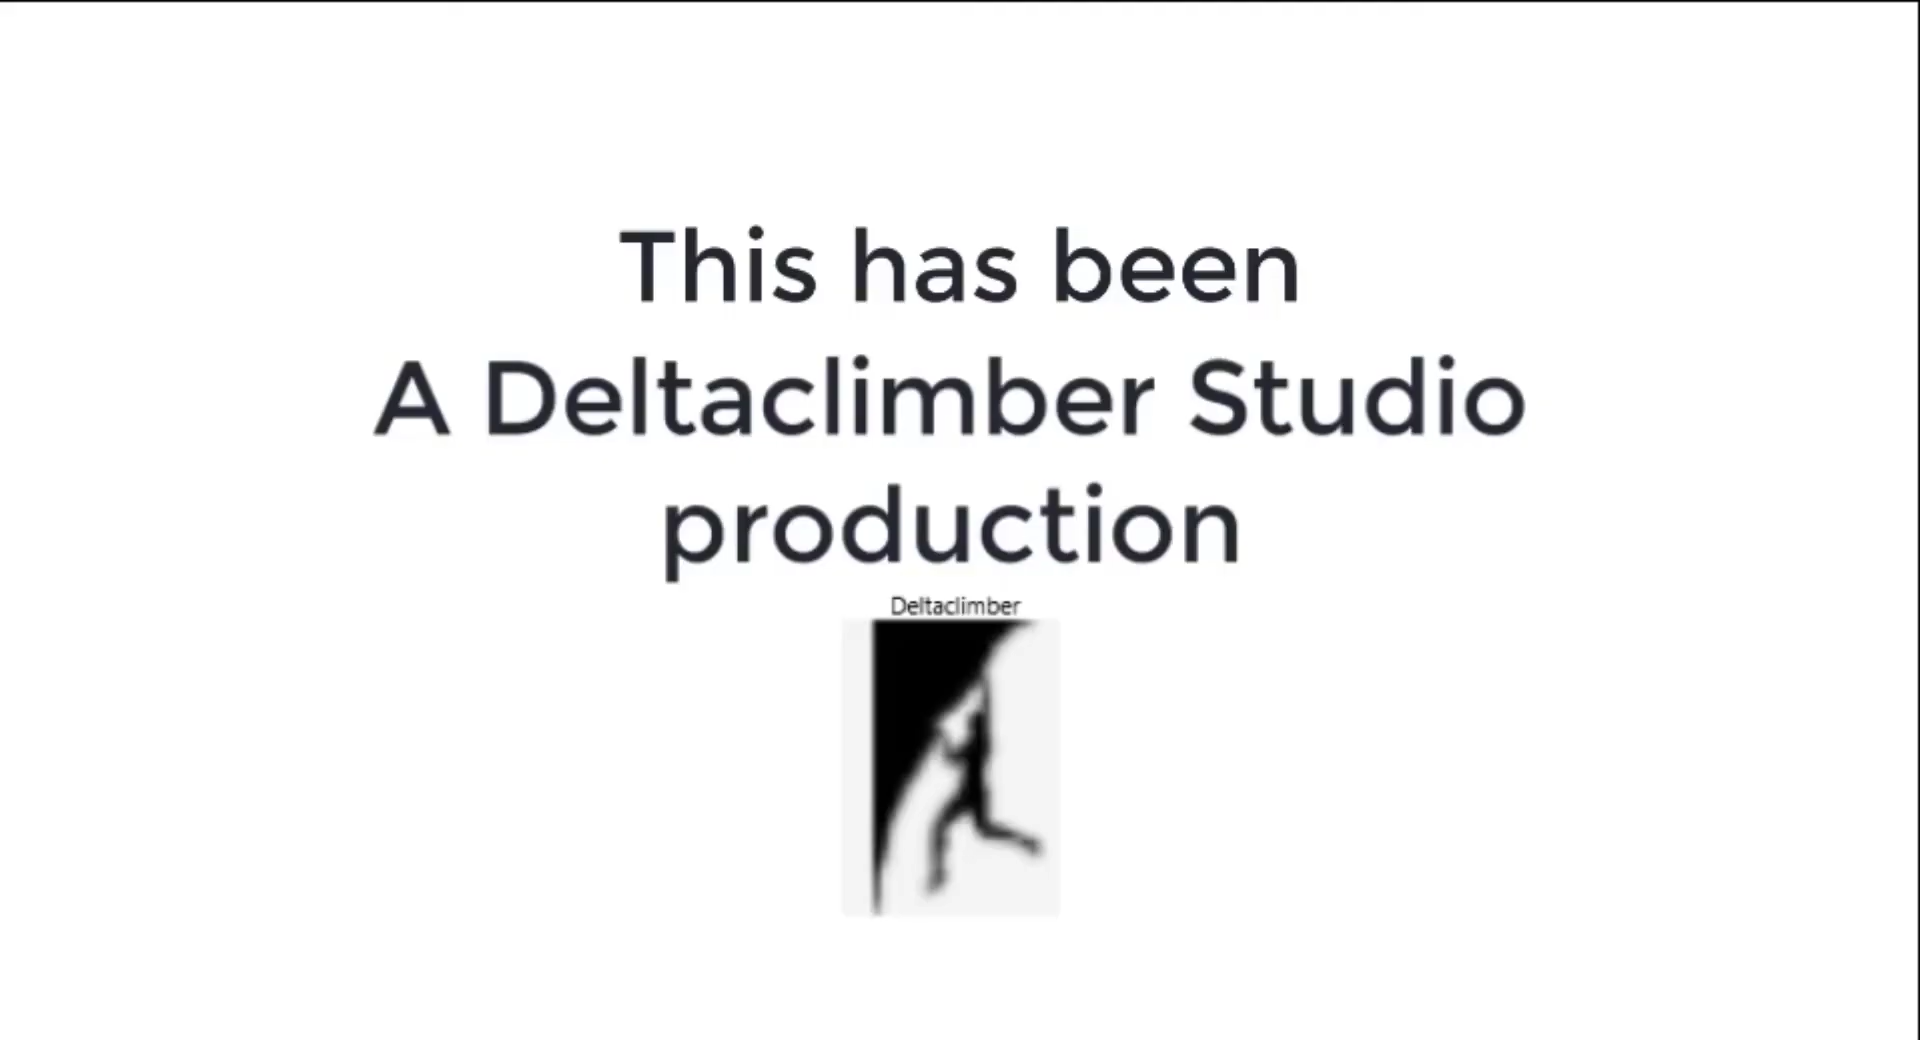 This has been
A Deltaclimber Studio
production
Deltaclimber